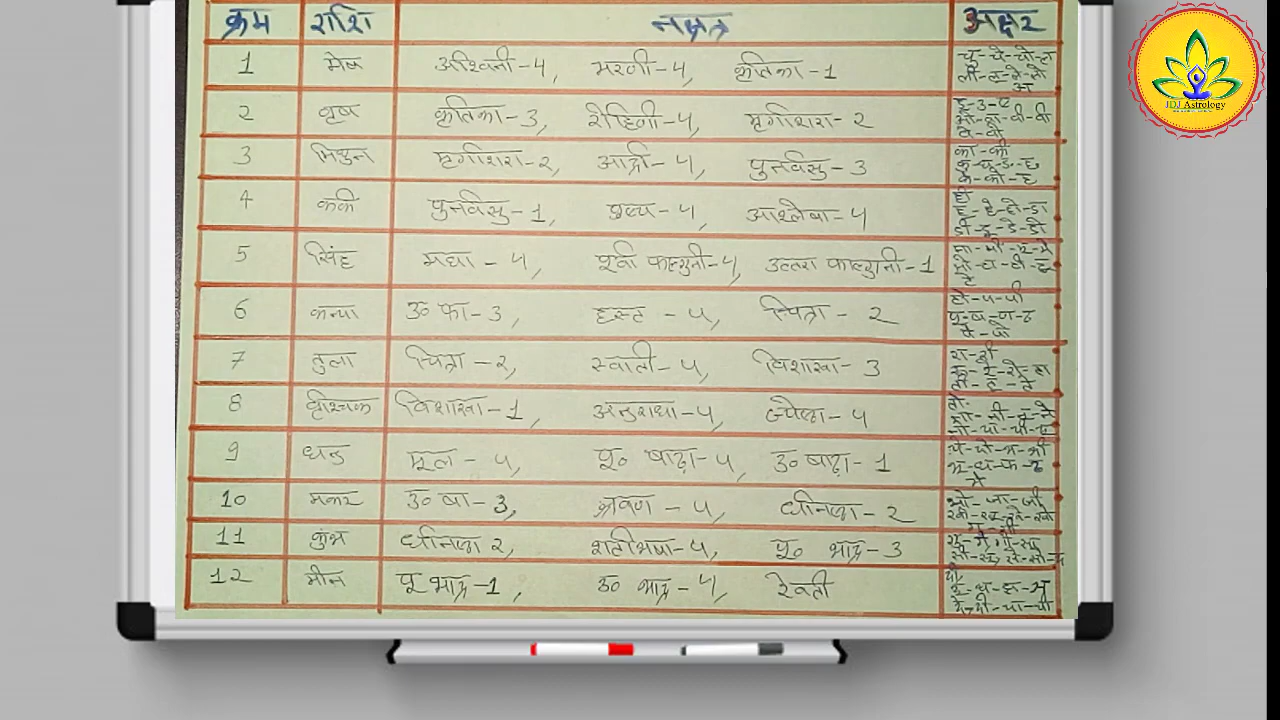 क्रम राशि नक्षत्र अक्षर
1 मेष अश्विनी-4, भरणी-4, कृतिका-1 चु-चे-चो-ला
ली-लू-ले-लो
अ
2 वृष कृतिका-3, रोहिणी-4, मृगशिरा-2 इ-उ-ए
ओ-वा-वी-वी
वे-वो
3 मिथुन मृगशिरा-2, आर्द्रा-4, पुनर्वसु-3 का-की
कु-घ-ङ-छ
के-को-ह
4 कर्क पुनर्वसु-1, पुष्य-4, आश्लेषा-4 ही
हु-हे-हो-डा
डी-डू-डे-डो
5 सिंह मघा-4, पूर्वा फाल्गुनी-4, उत्तरा फाल्गुनी-1
टे
6 कन्या उ० फा-3, हस्त-4, चित्रा-2 टो-प-पी
पू-ष-ण-ठ
पे-पो
7 तुला चित्रा-2, स्वाती-4, विशाखा-3 रा-री
रू-रे-रो-ता
ती-तू-ते
8 वृश्चिक विशाखा-1, अनुराधा-4, ज्येष्ठा-4 तो-
ना-नी-नू-ने
नो-या-यी-यू
9 धनु मूल-4, पू० षाढ़ा-4, उ० षाढ़ा-1 ये-यो-भ-भी
भू-ध-फ-ढ
भे
10 मकर उ० षा-3, श्रवण-4, धनिष्ठा-2 भो-जा-जी
11 कुंभ धनिष्ठा 2, शतभिषा-4, पू० भाद्र-3
12 मीन पू भाद्र-1, उ० भाद्र-4, रेवती दी,
दे-दो-चा-ची
JDJ Astrology